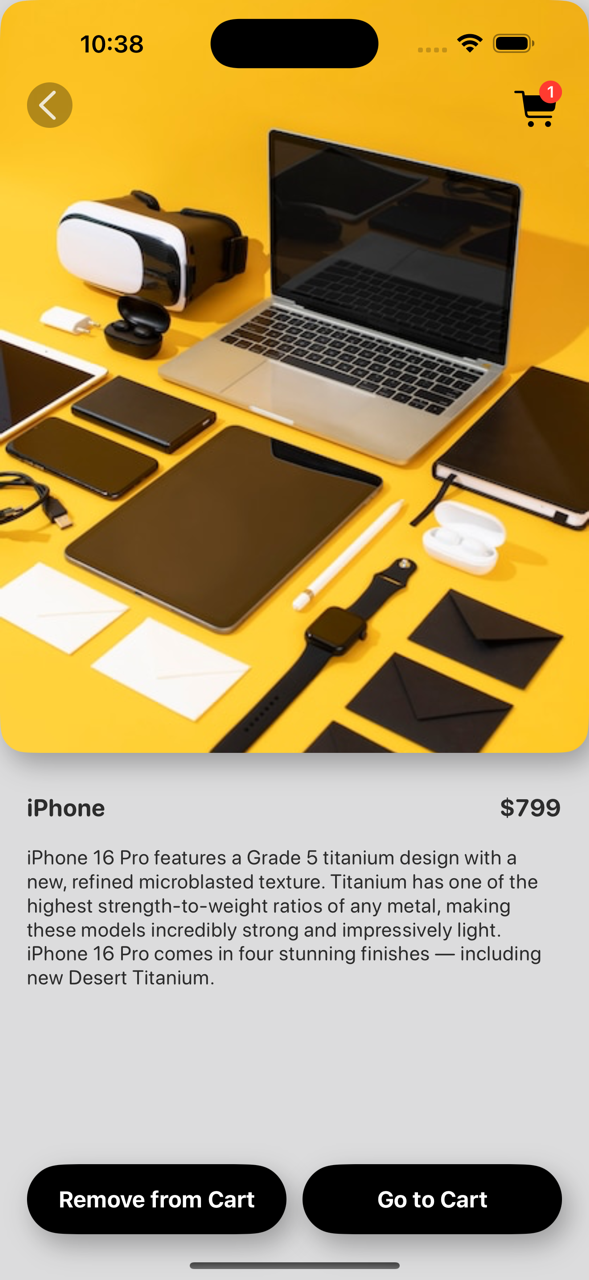 10:38
1
iPhone
$799
iPhone 16 Pro features a Grade 5 titanium design with a
new, refined microblasted texture. Titanium has one of the
highest strength-to-weight ratios of any metal, making
these models incredibly strong and impressively light.
iPhone 16 Pro comes in four stunning finishes — including
new Desert Titanium.
Remove from Cart
Go to Cart